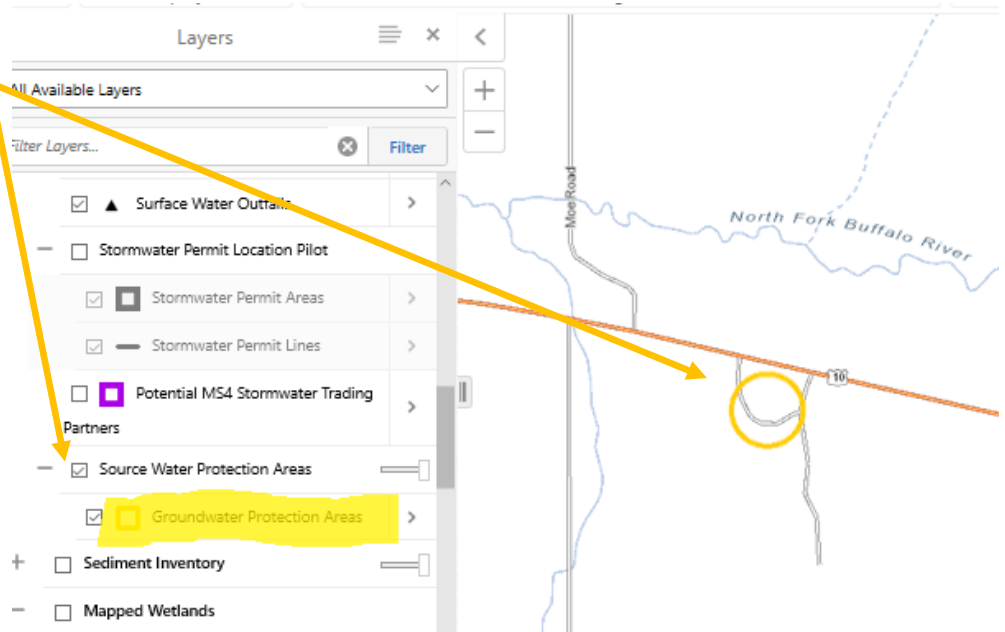 Layers
All Available Layers
Filter Layers...
Filter
Surface Water Outfalls
Stormwater Permit Location Pilot
Stormwater Permit Areas
Stormwater Permit Lines
Potential MS4 Stormwater Trading
Partners
Source Water Protection Areas
Groundwater Protection Areas
Sediment Inventory
Mapped Wetlands
Moe Road
North Fork Buffalo River
10